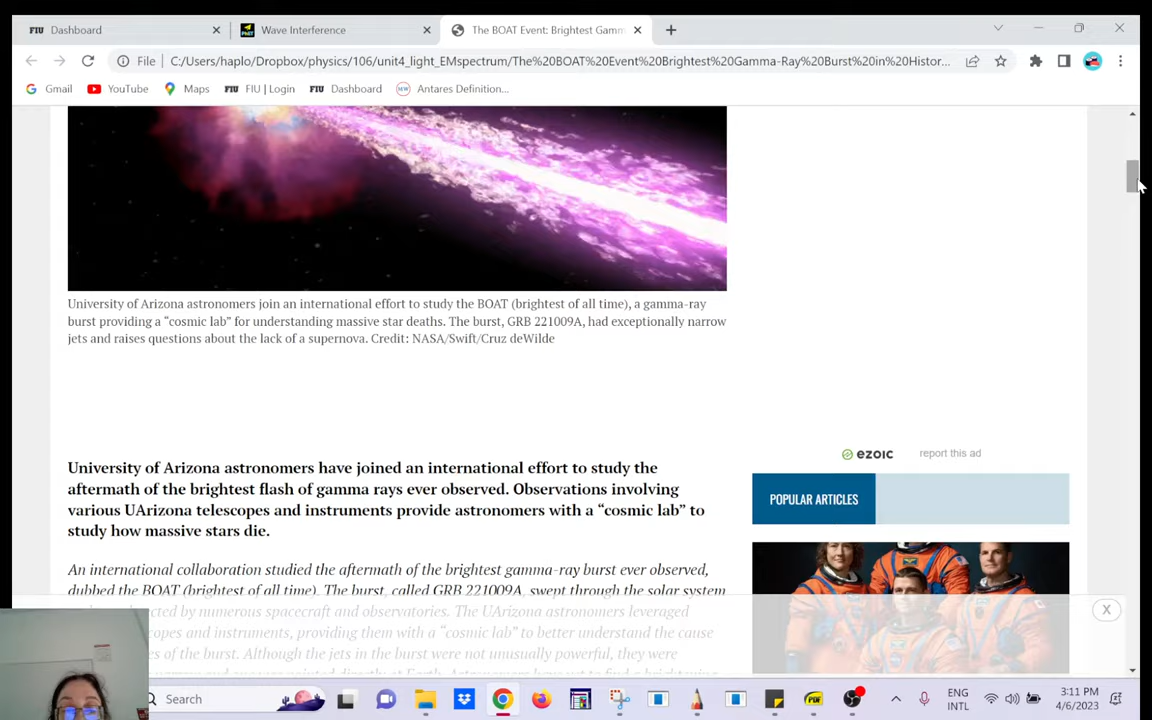 FIU Dashboard
Wave Interference
The BOAT Event: Brightest Gamm
File C:/Users/haplo/Dropbox/physics/106/unit4_light_EMspectrum/The%20BOAT%20Event%20Brightest%20Gamma-Ray%20Burst%20in%20Histor...
Gmail YouTube Maps FIU FIU | Login FIU Dashboard Antares Definition...
University of Arizona astronomers join an international effort to study the BOAT (brightest of all time), a gamma-ray
burst providing a “cosmic lab” for understanding massive star deaths. The burst, GRB 221009A, had exceptionally narrow
jets and raises questions about the lack of a supernova. Credit: NASA/Swift/Cruz deWilde
ezoic report this ad
University of Arizona astronomers have joined an international effort to study the
aftermath of the brightest flash of gamma rays ever observed. Observations involving
various UArizona telescopes and instruments provide astronomers with a “cosmic lab” to
study how massive stars die.
POPULAR ARTICLES
An international collaboration studied the aftermath of the brightest gamma-ray burst ever observed,
dubbed the BOAT (brightest of all time). The burst, called GRB 221009A, swept through the solar system
by numerous spacecraft and observatories. The UArizona astronomers leveraged
and instruments, providing them with a “cosmic lab” to better understand the cause
of the burst. Although the jets in the burst were not unusually powerful, they were
Search
ENG
INTL
3:11 PM
4/6/2023